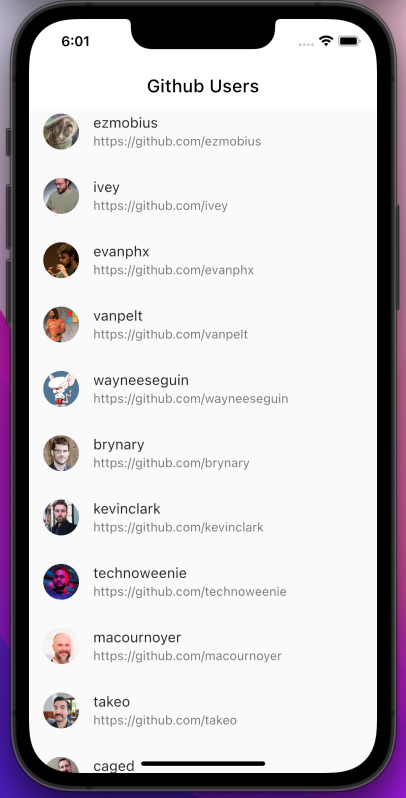 6:01
Github Users
ezmobius
https://github.com/ezmobius
ivey
https://github.com/ivey
evanphx
https://github.com/evanphx
vanpelt
https://github.com/vanpelt
wayneeseguin
https://github.com/wayneeseguin
brynary
https://github.com/brynary
kevinclark
https://github.com/kevinclark
technoweenie
https://github.com/technoweenie
macournoyer
https://github.com/macournoyer
takeo
https://github.com/takeo
caged